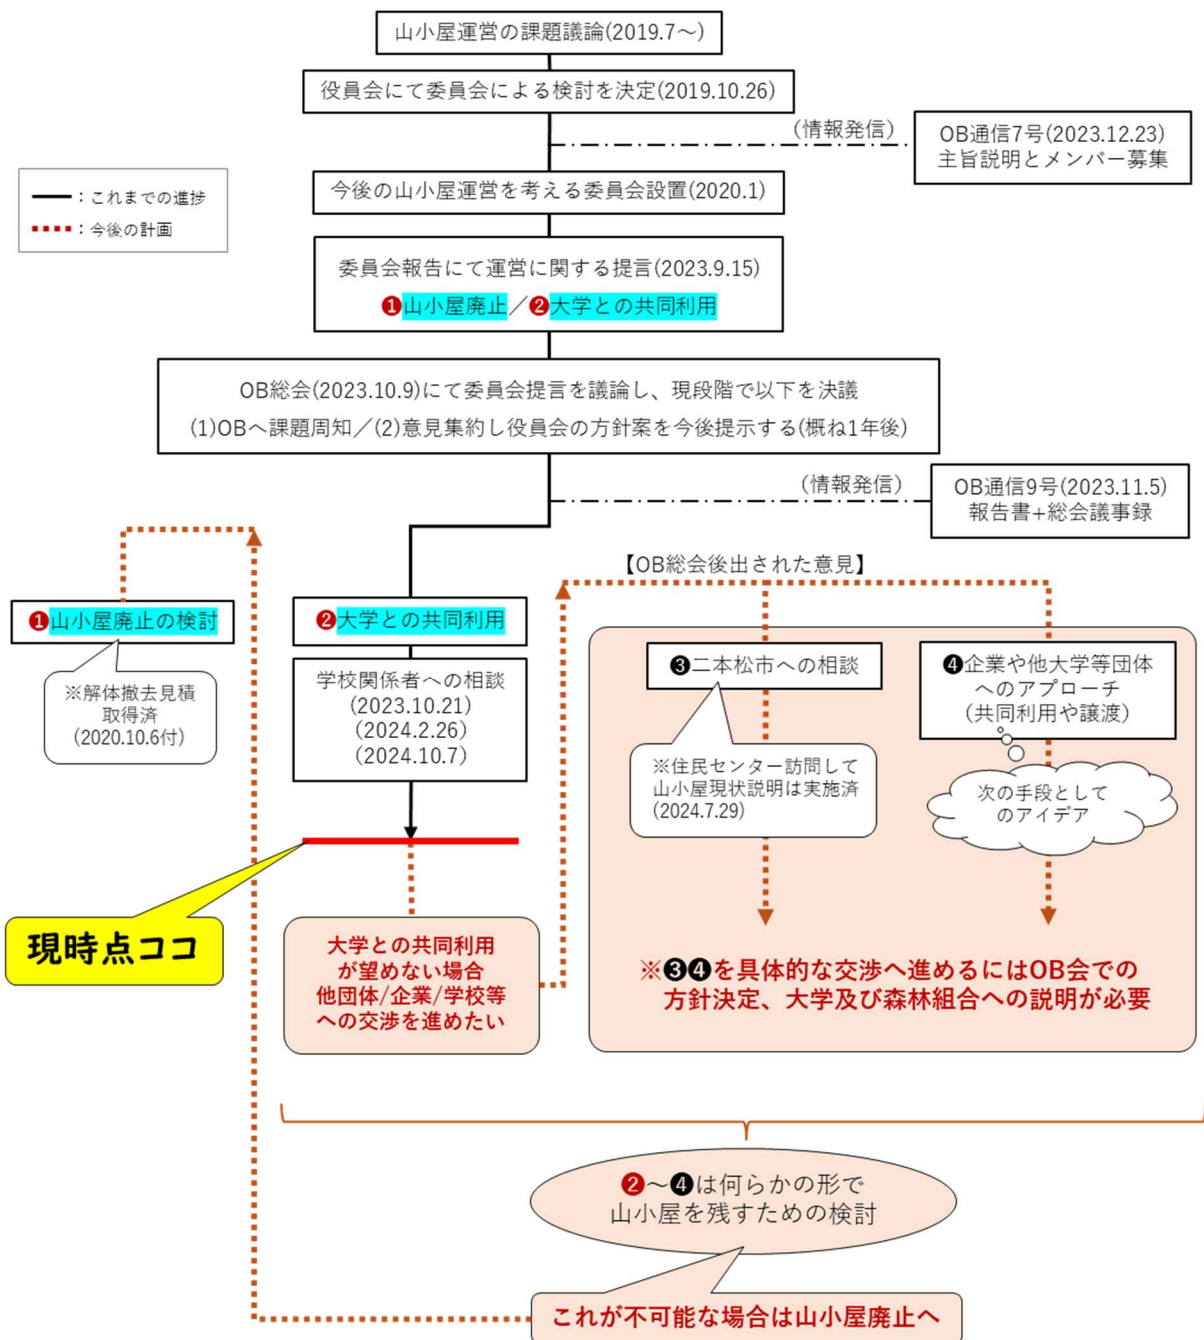 山小屋運営の課題議論(2019.7～)
役員会にて委員会による検討を決定(2019.10.26)
（情報発信）
OB通信7号(2023.12.23)
主旨説明とメンバー募集
：これまでの進捗
：今後の計画
今後の山小屋運営を考える委員会設置(2020.1)
委員会報告にて運営に関する提言(2023.9.15)
❶山小屋廃止／❷大学との共同利用
OB総会(2023.10.9)にて委員会提言を議論し、現段階で以下を決議
(1)OBへ課題周知／(2)意見集約し役員会の方針案を今後提示する(概ね1年後)
（情報発信）
OB通信9号(2023.11.5)
報告書+総会議事録
【OB総会後出された意見】
❶山小屋廃止の検討
※解体撤去見積
取得済
(2020.10.6付)
❷大学との共同利用
学校関係者への相談
(2023.10.21)
(2024.2.26)
(2024.10.7)
❸二本松市への相談
※住民センター訪問して
山小屋現状説明は実施済
(2024.7.29)
❹企業や他大学等団体
へのアプローチ
(共同利用や譲渡)
次の手段として
のアイデア
現時点ココ
大学との共同利用
が望めない場合
他団体/企業/学校等
への交渉を進めたい
※❸❹を具体的な交渉へ進めるにはOB会での
方針決定、大学及び森林組合への説明が必要
❷～❹は何らかの形で
山小屋を残すための検討
これが不可能な場合は山小屋廃止へ